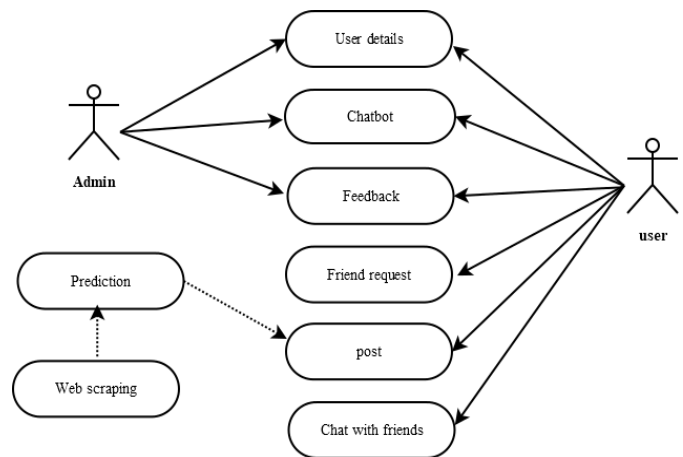 User details
Chatbot
Admin
Feedback
user
Prediction
Friend request
post
Web scraping
Chat with friends